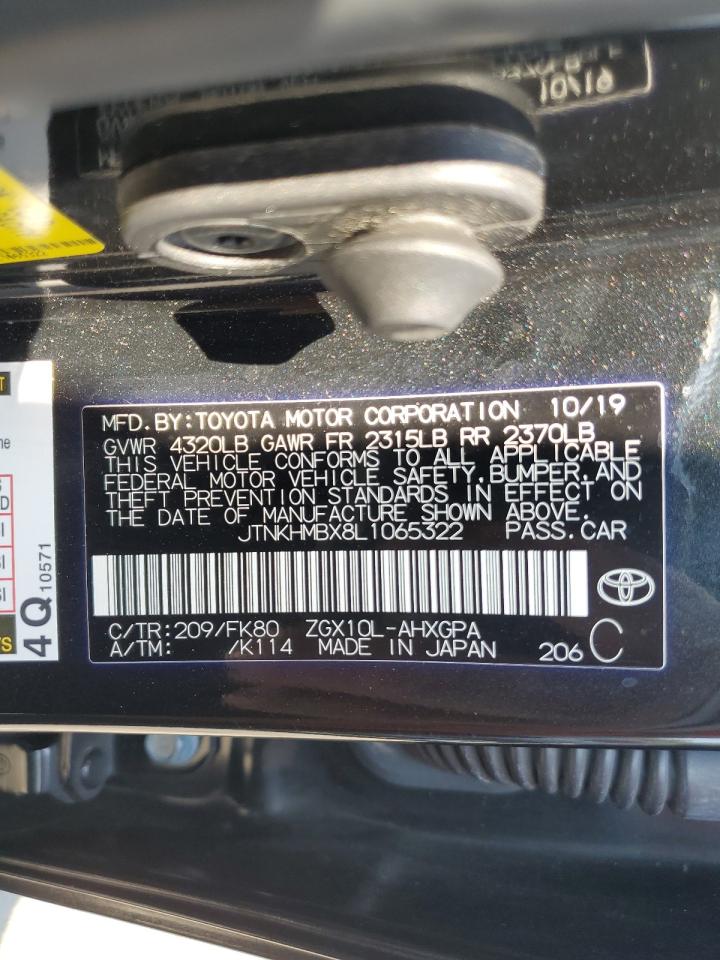 10/19
MFD.BY:TOYOTA MOTOR CORPORATION 10/19
GVWR 4320LB GAWR FR 2315LB RR 2370LB
THIS VEHICLE CONFORMS TO ALL APPLICABLE
FEDERAL MOTOR VEHICLE SAFETY,BUMPER,AND
THEFT PREVENTION STANDARDS IN EFFECT ON
THE DATE OF MANUFACTURE SHOWN ABOVE.
JTNKHMBX8L1065322 PASS.CAR
C/TR:209/FK80 ZGX10L-AHXGPA
A/TM: /K114 MADE IN JAPAN 206 C
4Q 10571